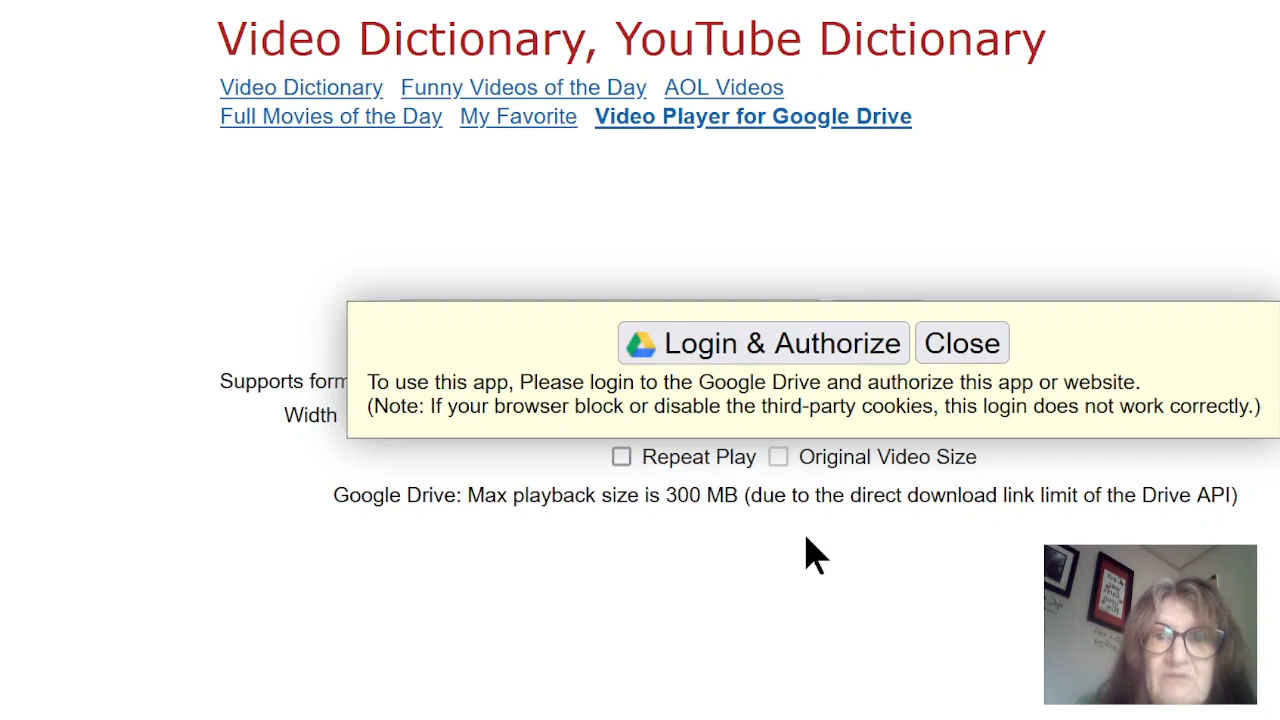 Video Dictionary, YouTube Dictionary
Video Dictionary Funny Videos of the Day AOL Videos
Full Movies of the Day My Favorite Video Player for Google Drive
Login & Authorize Close
Supports form
To use this app, Please login to the Google Drive and authorize this app or website.
(Note: If your browser block or disable the third-party cookies, this login does not work correctly.)
Width
Repeat Play Original Video Size
Google Drive: Max playback size is 300 MB (due to the direct download link limit of the Drive API)